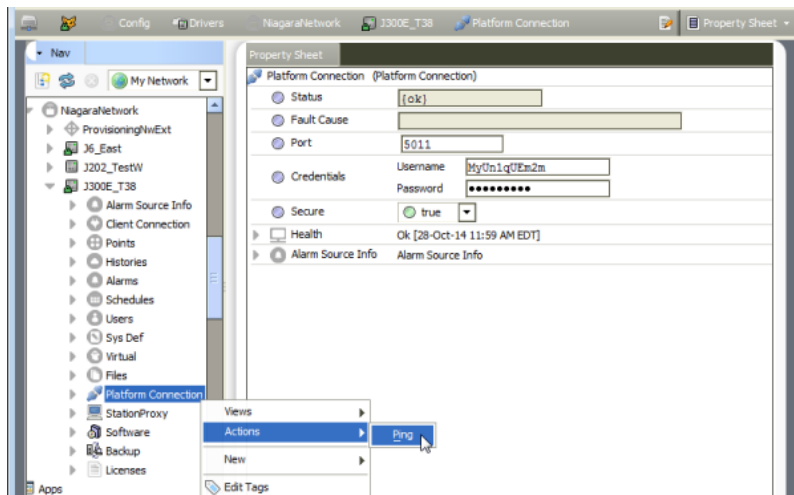 Config Drivers NiagaraNetwork J300E_T38 Platform Connection Property Sheet
Nav
Property Sheet
My Network
Platform Connection (Platform Connection)
NiagaraNetwork
Status {ok}
ProvisioningNwExt
Fault Cause
J6_East
Port 5011
J202_TestW
Credentials Username MyUn1qUEm2m
Password
J300E_T38
Alarm Source Info
Secure true
Client Connection
Health Ok [28-Oct-14 11:59 AM EDT]
Points
Alarm Source Info Alarm Source Info
Histories
Alarms
Schedules
Users
Sys Def
Virtual
Files
Platform Connection
StationProxy
Software
Backup
Licenses
Apps
Views
Actions
Ping
New
Edit Tags